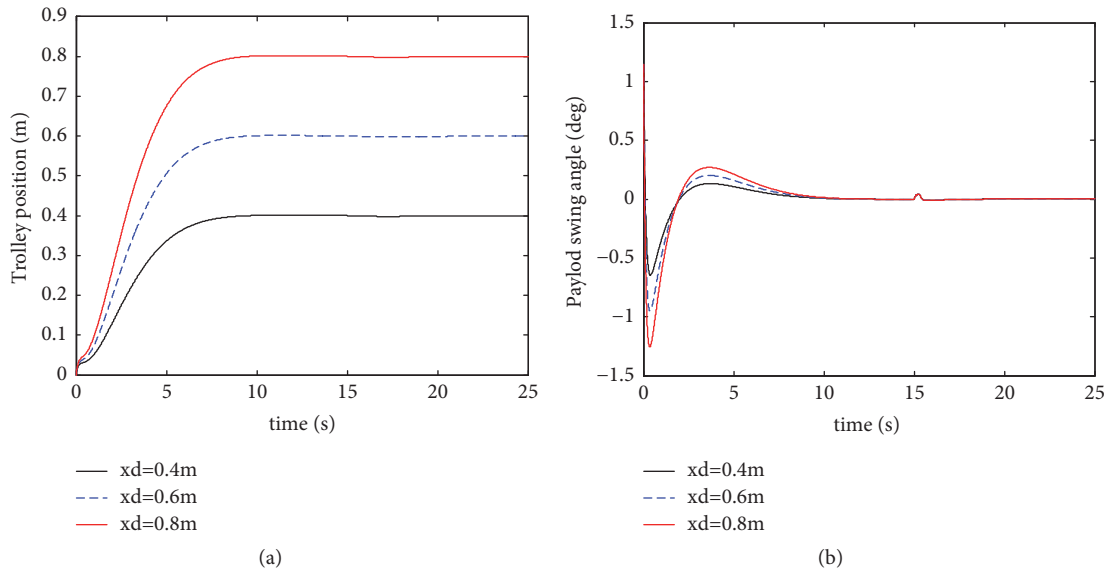 0.9
0.8
0.7
0.6
0.5
0.4
0.3
0.2
0.1
0
Trolley position (m)
0 5 10 15 20 25
time (s)
xd=0.4m
xd=0.6m
xd=0.8m
(a)
1.5
1
0.5
0
−0.5
−1
−1.5
Paylod swing angle (deg)
0 5 10 15 20 25
time (s)
xd=0.4m
xd=0.6m
xd=0.8m
(b)